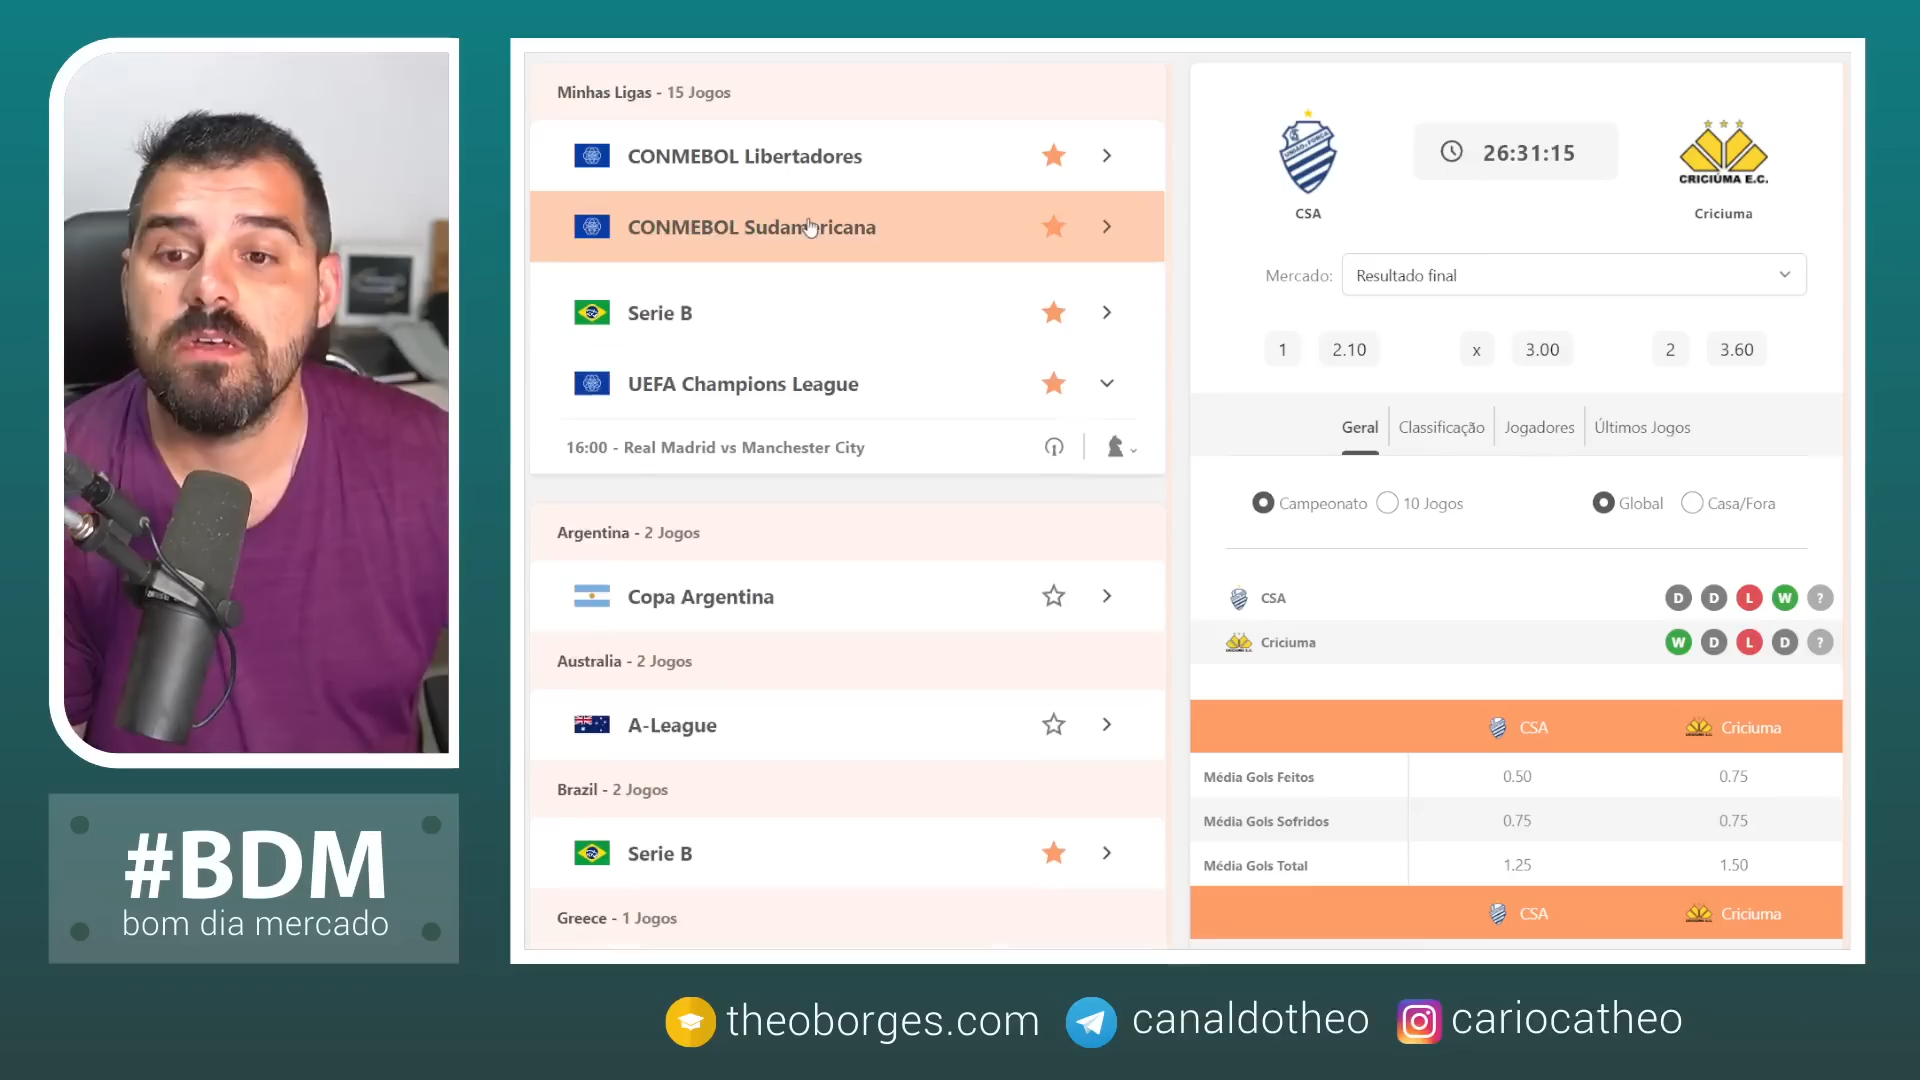 Minhas Ligas - 15 Jogos
CONMEBOL Libertadores
CONMEBOL Sudamericana
Serie B
UEFA Champions League
16:00 - Real Madrid vs Manchester City
Argentina - 2 Jogos
Copa Argentina
Australia - 2 Jogos
A-League
Brazil - 2 Jogos
Serie B
Greece - 1 Jogos
26:31:15
CRICIÚMA E.C.
CSA
Criciuma
Mercado: Resultado final
1 2.10 x 3.00 2 3.60
Geral Classificação Jogadores Últimos Jogos
Campeonato 10 Jogos Global Casa/Fora
CSA D D L W ?
Criciuma W D L D ?
CSA Criciuma
Média Gols Feitos 0.50 0.75
Média Gols Sofridos 0.75 0.75
Média Gols Total 1.25 1.50
CSA Criciuma
#BDM
bom dia mercado
theoborges.com canaldotheo cariocatheo